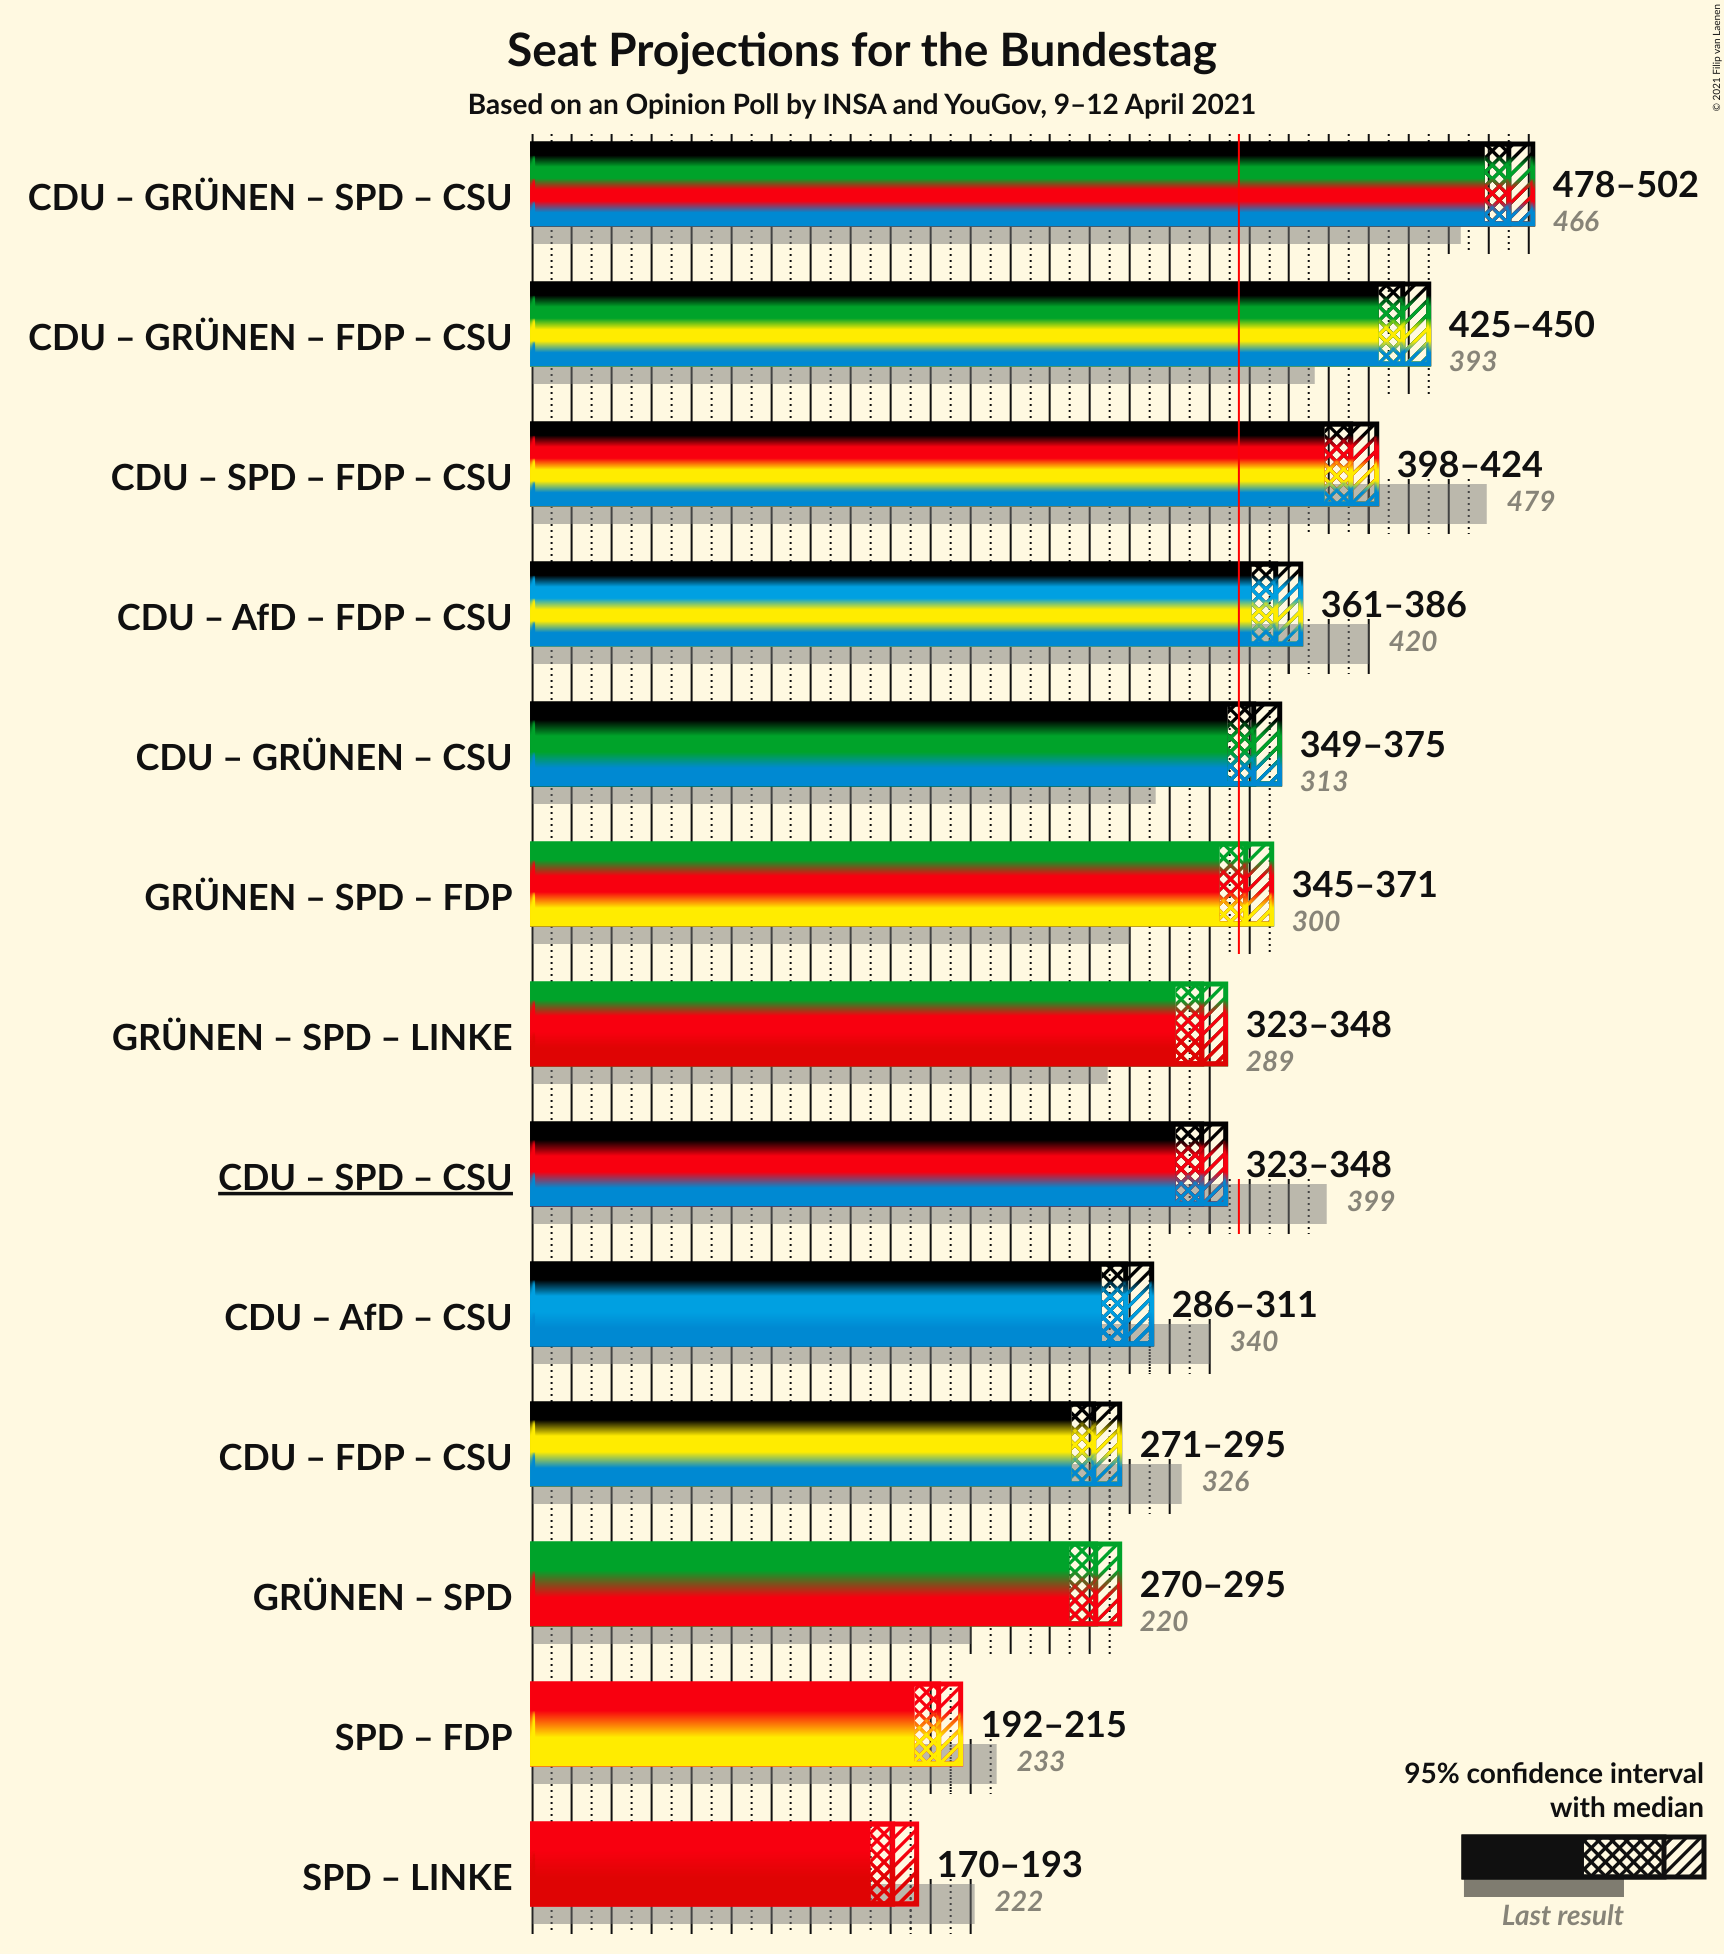 © 2021 Filip van Laenen
Seat Projections for the Bundestag
Based on an Opinion Poll by INSA and YouGov, 9–12 April 2021
CDU – GRÜNEN – SPD – CSU
478–502
466
CDU – GRÜNEN – FDP – CSU
425–450
393
CDU – SPD – FDP – CSU
398–424
479
CDU – AfD – FDP – CSU
361–386
420
CDU – GRÜNEN – CSU
349–375
313
GRÜNEN – SPD – FDP
345–371
300
GRÜNEN – SPD – LINKE
323–348
289
CDU – SPD – CSU
323–348
399
CDU – AfD – CSU
286–311
340
CDU – FDP – CSU
271–295
326
GRÜNEN – SPD
270–295
220
SPD – FDP
192–215
233
SPD – LINKE
170–193
222
95% confidence interval
with median
Last result